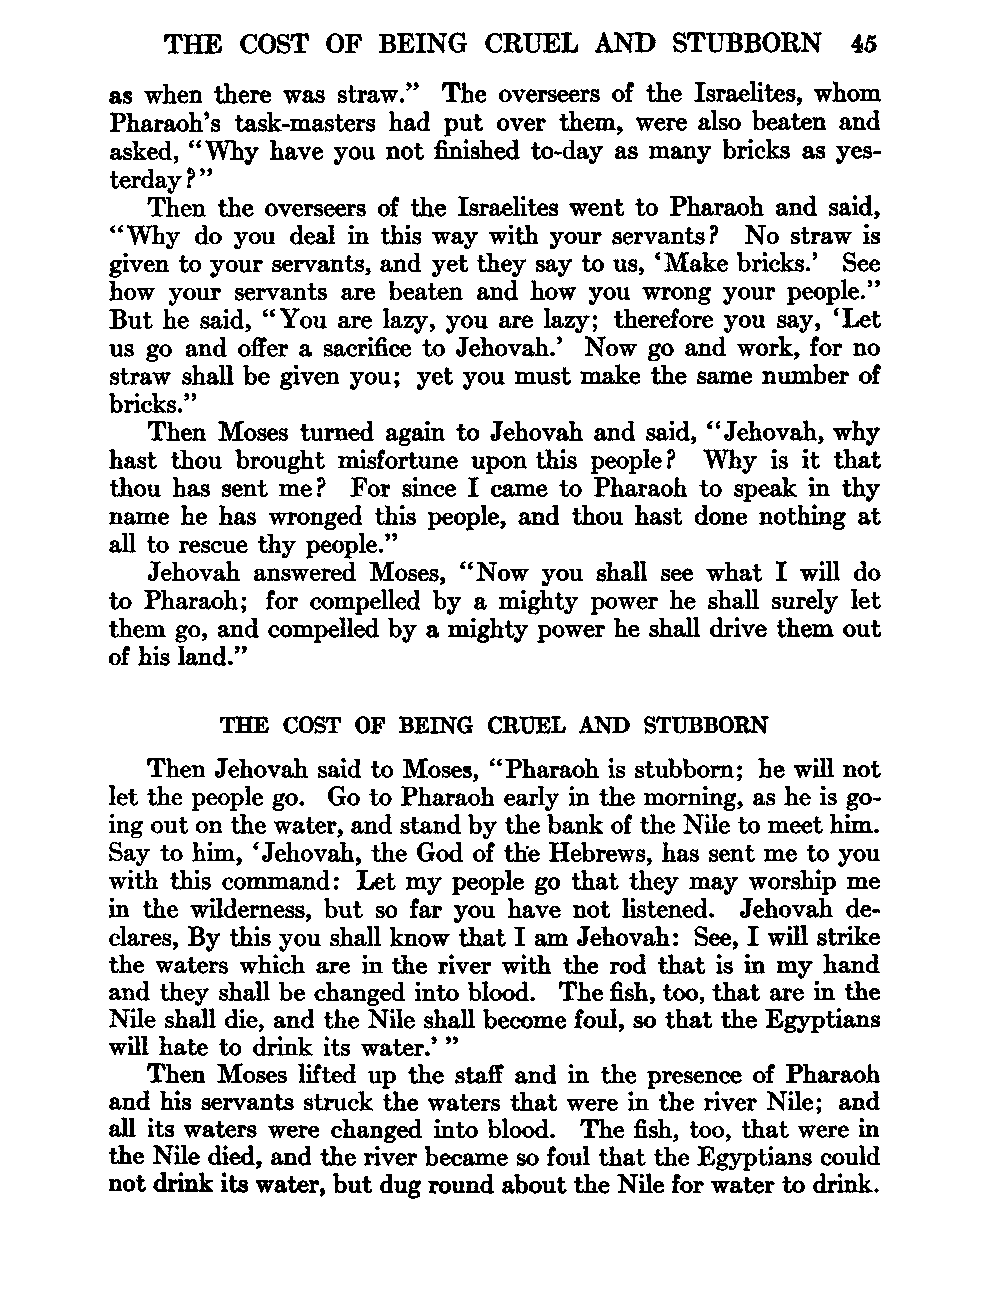 THE COST OF BEING CRUEL AND STUBBORN 45
as when there was straw.” The overseers of the Israelites, whom
Pharaoh’s task-masters had put over them, were also beaten and
asked, “Why have you not finished to-day as many bricks as yes-
terday?”
Then the overseers of the Israelites went to Pharaoh and said,
“Why do you deal in this way with your servants? No straw is
given to your servants, and yet they say to us, ‘Make bricks.’ See
how your servants are beaten and how you wrong your people.”
But he said, “You are lazy, you are lazy; therefore you say, ‘Let
us go and offer a sacrifice to Jehovah.’ Now go and work, for no
straw shall be given you; yet you must make the same number of
bricks.”
Then Moses turned again to Jehovah and said, “Jehovah, why
hast thou brought misfortune upon this people? Why is it that
thou has sent me? For since I came to Pharaoh to speak in thy
name he has wronged this people, and thou hast done nothing at
all to rescue thy people.”
Jehovah answered Moses, “Now you shall see what I will do
to Pharaoh; for compelled by a mighty power he shall surely let
them go, and compelled by a mighty power he shall drive them out
of his land.”
THE COST OF BEING CRUEL AND STUBBORN
Then Jehovah said to Moses, “Pharaoh is stubborn; he will not
let the people go. Go to Pharaoh early in the morning, as he is go-
ing out on the water, and stand by the bank of the Nile to meet him.
Say to him, ‘Jehovah, the God of the Hebrews, has sent me to you
with this command: Let my people go that they may worship me
in the wilderness, but so far you have not listened. Jehovah de-
clares, By this you shall know that I am Jehovah: See, I will strike
the waters which are in the river with the rod that is in my hand
and they shall be changed into blood. The fish, too, that are in the
Nile shall die, and the Nile shall become foul, so that the Egyptians
will hate to drink its water.’ ”
Then Moses lifted up the staff and in the presence of Pharaoh
and his servants struck the waters that were in the river Nile; and
all its waters were changed into blood. The fish, too, that were in
the Nile died, and the river became so foul that the Egyptians could
not drink its water, but dug round about the Nile for water to drink.